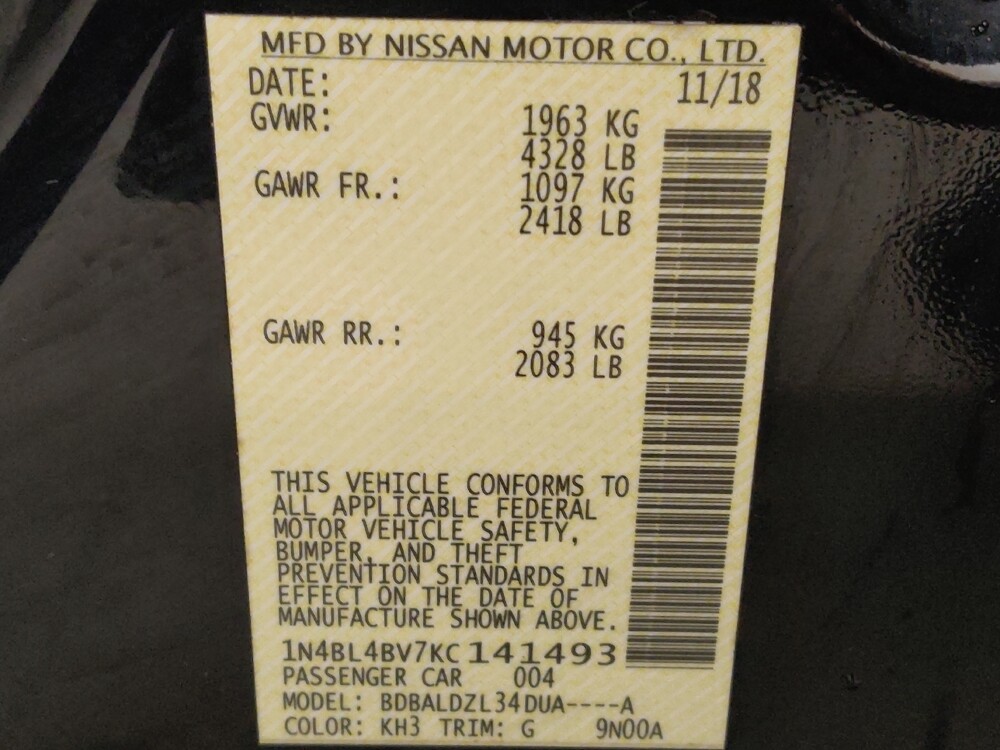 MFD BY NISSAN MOTOR CO., LTD.
DATE: 11/18
GVWR: 1963 KG
4328 LB
GAWR FR.: 1097 KG
2418 LB
GAWR RR.: 945 KG
2083 LB
THIS VEHICLE CONFORMS TO
ALL APPLICABLE FEDERAL
MOTOR VEHICLE SAFETY,
BUMPER, AND THEFT
PREVENTION STANDARDS IN
EFFECT ON THE DATE OF
MANUFACTURE SHOWN ABOVE.
1N4BL4BV7KC141493
PASSENGER CAR 004
MODEL: BDBALDZL34DUA----A
COLOR: KH3 TRIM: G 9N00A